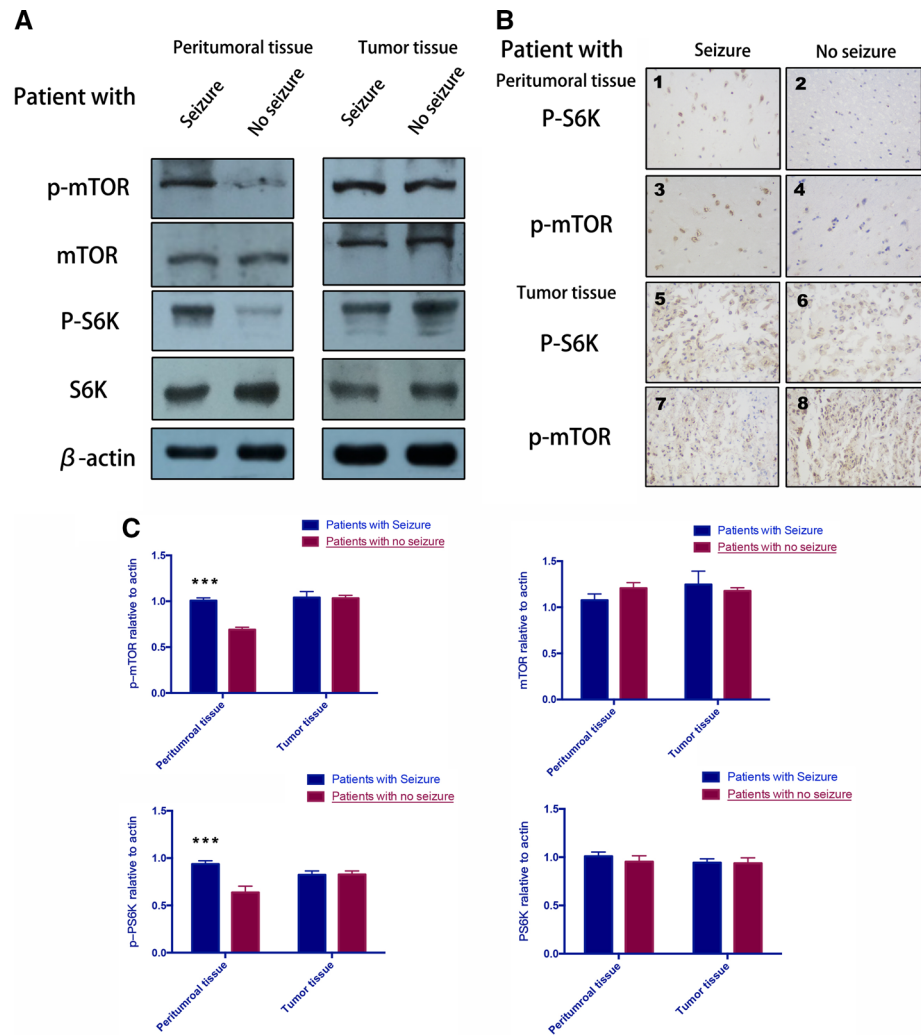 A
Peritumoral tissue
Tumor tissue
Patient with
Seizure
No seizure
Seizure
No seizure
p-mTOR
mTOR
P-S6K
S6K
β-actin
B
Patient with
Seizure
No seizure
Peritumoral tissue
P-S6K
1
2
p-mTOR
3
4
Tumor tissue
P-S6K
5
6
p-mTOR
7
8
C
Patients with Seizure
Patients with no seizure
p–mTOR relative to actin
1.5
1.0
0.5
0.0
***
Peritumroal tissue
Tumor tissue
Patients with Seizure
Patients with no seizure
mTOR ralative to actin
1.5
1.0
0.5
0.0
Peritumroal tissue
Tumor tissue
Patients with Seizure
Patients with no seizure
p–PS6K ralative to actin
1.5
1.0
0.5
0.0
***
Peritumroal tissue
Tumor tissue
Patients with Seizure
Patients with no seizure
PS6K ralative to actin
1.5
1.0
0.5
0.0
Peritumroal tissue
Tumor tissue